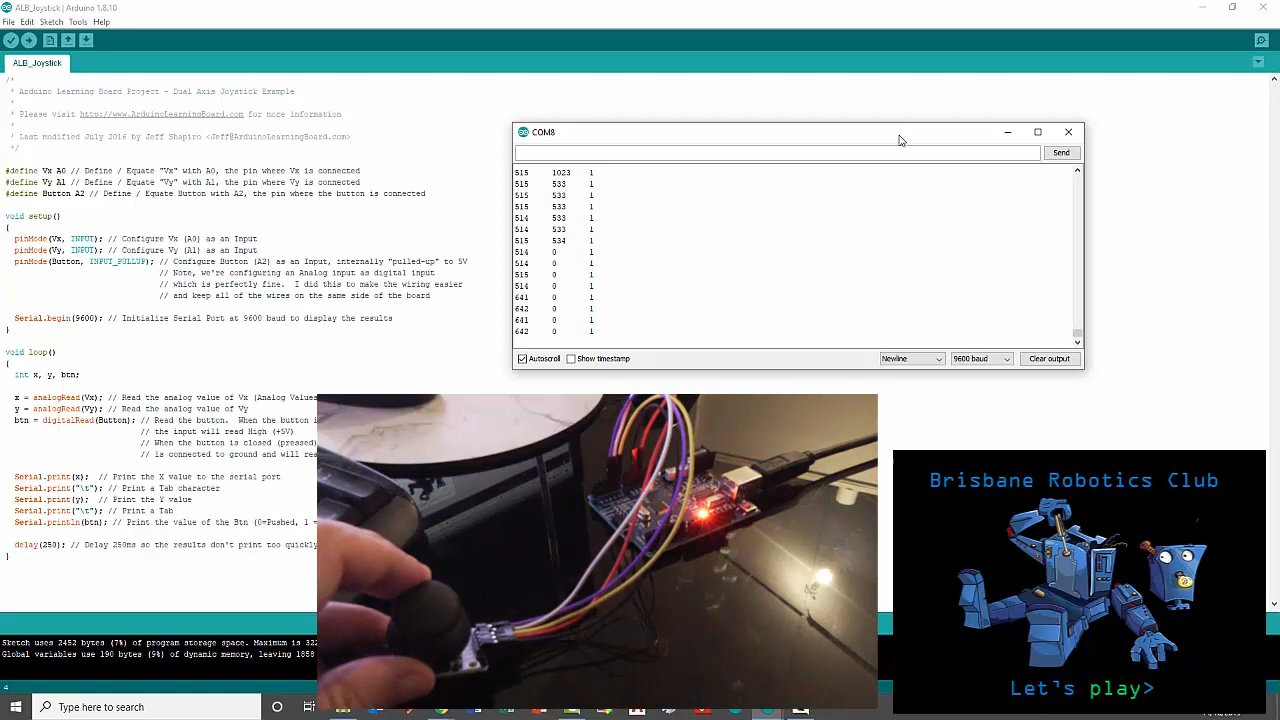 ALB_Joystick | Arduino 1.8.10
File Edit Sketch Tools Help
ALB_Joystick
/*
* Arduino Learning Board Project - Dual Axis Joystick Example
*
* Please visit http://www.ArduinoLearningBoard.com for more information
*
* Last modified July 2016 by Jeff Shapiro <Jeff@ArduinoLearningBoard.com>
*/
#define Vx A0 // Define / Equate "Vx" with A0, the pin where Vx is connected
#define Vy A1 // Define / Equate "Vy" with A1, the pin where Vy is connected
#define Button A2 // Define / Equate Button with A2, the pin where the button is connected
void setup()
{
pinMode(Vx, INPUT); // Configure Vx (A0) as an Input
pinMode(Vy, INPUT); // Configure Vy (A1) as an Input
pinMode(Button, INPUT_PULLUP); // Configure Button (A2) as an Input, internally "pulled-up" to 5V
// Note, we're configuring an Analog input as digital input
// which is perfectly fine. I did this to make the wiring easier
// and keep all of the wires on the same side of the board
Serial.begin(9600); // Initialize Serial Port at 9600 baud to display the results
}
void loop()
{
int x, y, btn;
x = analogRead(Vx); // Read the analog value of Vx (Analog Values
y = analogRead(Vy); // Read the analog value of Vy
btn = digitalRead(Button); // Read the button. When the button i
// the input will read High (+5V)
// When the button is closed (pressed)
// is connected to ground and will rea
Serial.print(x); // Print the X value to the serial port
Serial.print("\t"); // Print a Tab character
Serial.print(y); // Print the Y value
Serial.print("\t"); // Print a Tab
Serial.println(btn); // Print the value of the Btn (0=Pushed, 1 =
delay(250); // Delay 250ms so the results don't print too quickly
}
COM8
Send
515 1023 1
515 533 1
515 533 1
515 533 1
514 533 1
514 533 1
515 534 1
514 0 1
514 0 1
515 0 1
514 0 1
641 0 1
642 0 1
641 0 1
642 0 1
Autoscroll Show timestamp Newline 9600 baud Clear output
Brisbane Robotics Club
Let's play>
Sketch uses 2452 bytes (7%) of program storage space. Maximum is 322
Global variables use 190 bytes (9%) of dynamic memory, leaving 1858
4
Type here to search